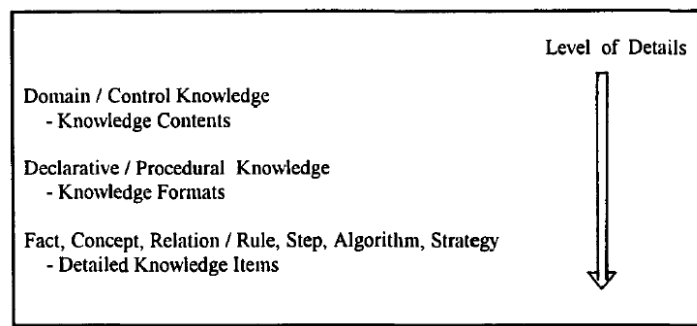 Level of Details
Domain / Control Knowledge
- Knowledge Contents
Declarative / Procedural Knowledge
- Knowledge Formats
Fact, Concept, Relation / Rule, Step, Algorithm, Strategy
- Detailed Knowledge Items